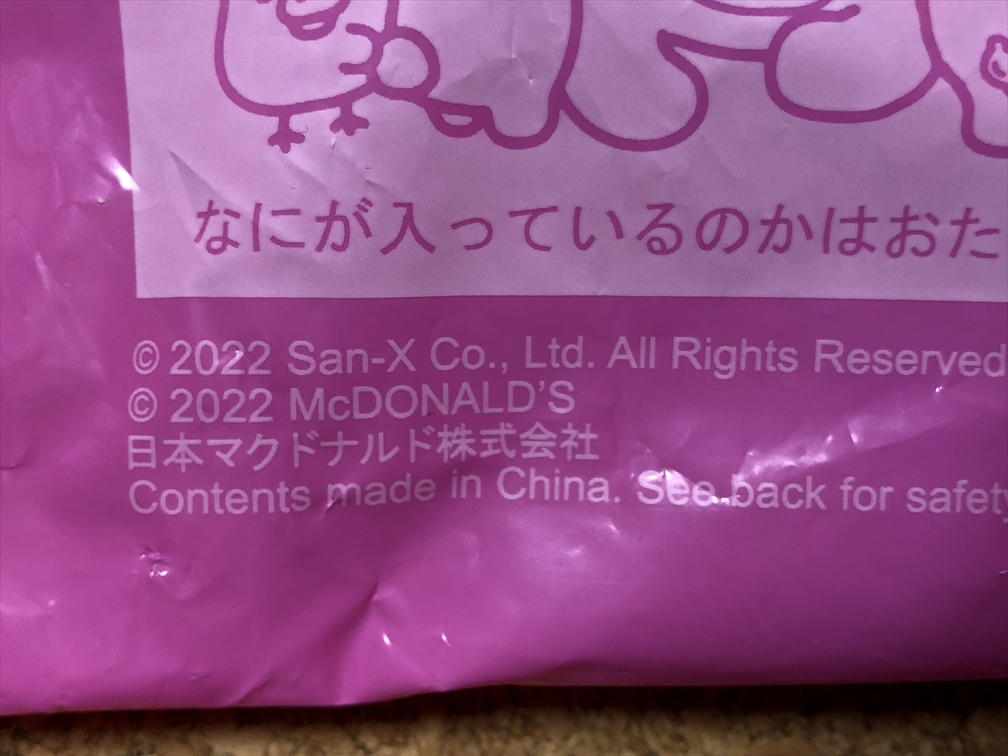 なにが入っているのかはおた
© 2022 San-X Co., Ltd. All Rights Reserved
© 2022 McDONALD'S
日本マクドナルド株式会社
Contents made in China. See back for safet